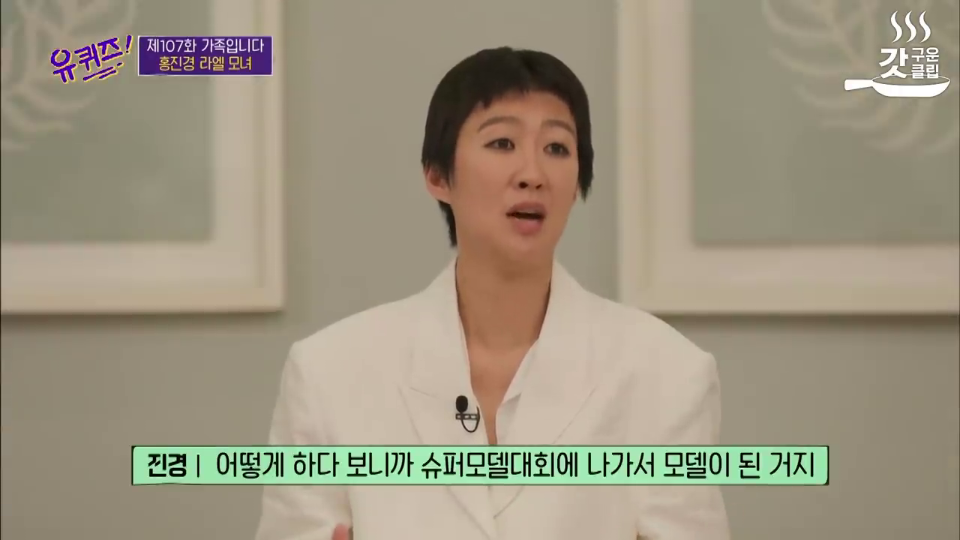 유퀴즈!
제107화 가족입니다
홍진경 라엘 모녀
갓구운
클립
진경 | 어떻게 하다 보니까 슈퍼모델대회에 나가서 모델이 된 거지